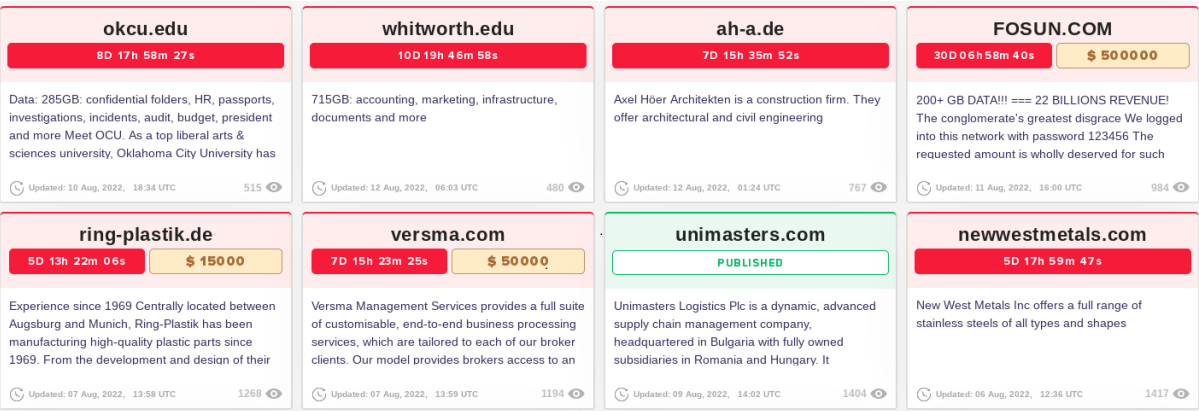 okcu.edu
8D 17h 58m 27s
Data: 285GB: confidential folders, HR, passports,
investigations, incidents, audit, budget, president
and more Meet OCU. As a top liberal arts &
sciences university, Oklahoma City University has
Updated: 10 Aug, 2022, 18:34 UTC
515
whitworth.edu
10D 19h 46m 58s
715GB: accounting, marketing, infrastructure,
documents and more
Updated: 12 Aug, 2022, 06:03 UTC
480
ah-a.de
7D 15h 35m 52s
Axel Höer Architekten is a construction firm. They
offer architectural and civil engineering
Updated: 12 Aug, 2022, 01:24 UTC
767
FOSUN.COM
30D 06h 58m 40s
$ 500000
200+ GB DATA!!! === 22 BILLIONS REVENUE!
The conglomerate's greatest disgrace We logged
into this network with password 123456 The
requested amount is wholly deserved for such
Updated: 11 Aug, 2022, 16:00 UTC
984
ring-plastik.de
5D 13h 22m 06s
$ 15000
Experience since 1969 Centrally located between
Augsburg and Munich, Ring-Plastik has been
manufacturing high-quality plastic parts since
1969. From the development and design of their
Updated: 07 Aug, 2022, 13:58 UTC
1268
versma.com
7D 15h 23m 25s
$ 50000
Versma Management Services provides a full suite
of customisable, end-to-end business processing
services, which are tailored to each of our broker
clients. Our model provides brokers access to an
Updated: 07 Aug, 2022, 13:59 UTC
1194
unimasters.com
PUBLISHED
Unimasters Logistics Plc is a dynamic, advanced
supply chain management company,
headquartered in Bulgaria with fully owned
subsidiaries in Romania and Hungary. It
Updated: 09 Aug, 2022, 14:02 UTC
1404
newwestmetals.com
5D 17h 59m 47s
New West Metals Inc offers a full range of
stainless steels of all types and shapes
Updated: 06 Aug, 2022, 12:36 UTC
1417